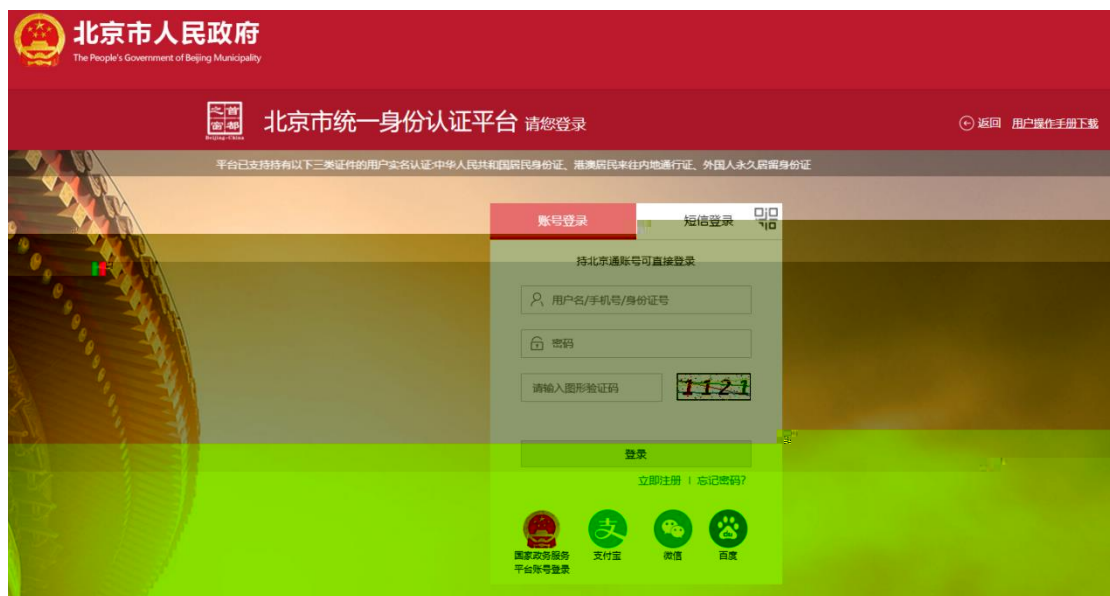 北京市人民政府
The People's Government of Beijing Municipality
首都之窗
Beijing-China
北京市统一身份认证平台 请您登录
返回 用户操作手册下载
平台已支持持有以下三类证件的用户实名认证:中华人民共和国居民身份证、港澳居民来往内地通行证、外国人永久居留身份证
账号登录 短信登录
持北京通账号可直接登录
用户名/手机号/身份证号
密码
请输入图形验证码 1121
登录
立即注册 | 忘记密码?
国家政务服务
平台账号登录
支付宝
微信
百度